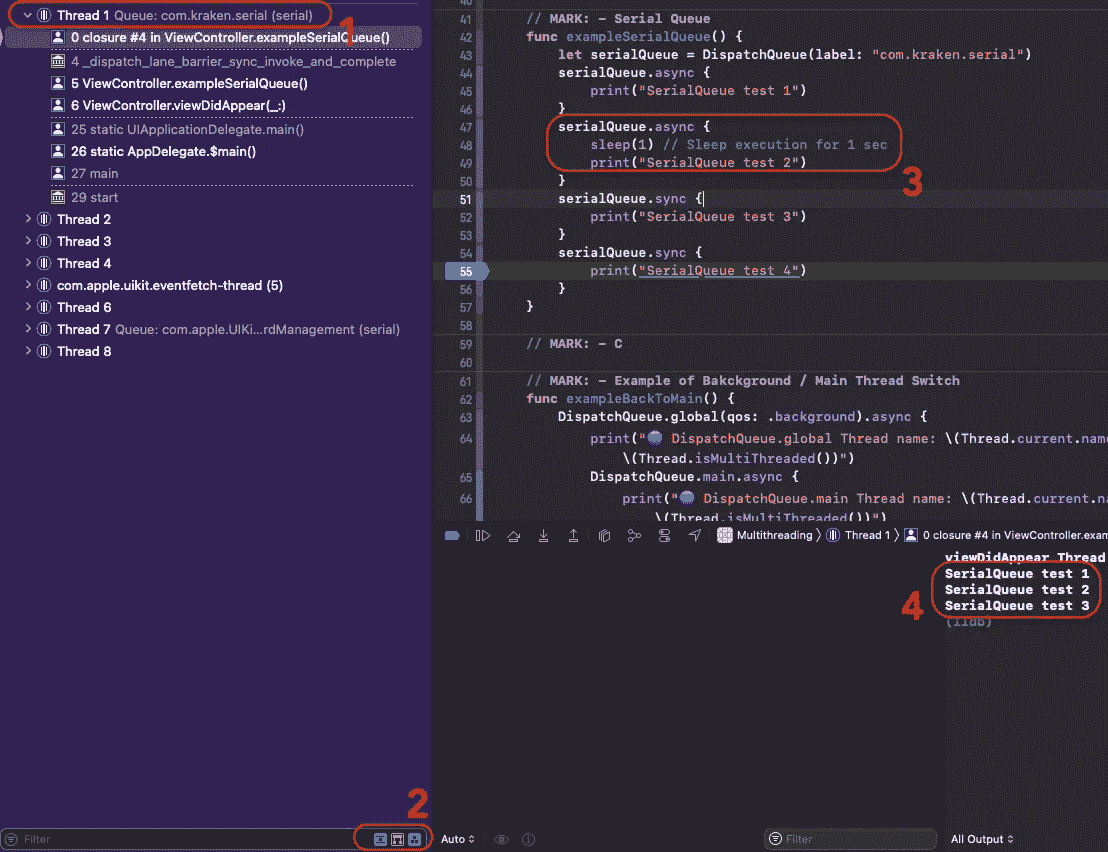 Thread 1 Queue: com.kraken.serial (serial)
1
0 closure #4 in ViewController.exampleSerialQueue()
4 _dispatch_lane_barrier_sync_invoke_and_complete
5 ViewController.exampleSerialQueue()
6 ViewController.viewDidAppear(_:)
25 static UIApplicationDelegate.main()
26 static AppDelegate.$main()
27 main
29 start
Thread 2
Thread 3
Thread 4
com.apple.uikit.eventfetch-thread (5)
Thread 6
Thread 7 Queue: com.apple.UIKi...rdManagement (serial)
Thread 8
2
Filter
40
41 // MARK: - Serial Queue
42 func exampleSerialQueue() {
43 let serialQueue = DispatchQueue(label: "com.kraken.serial")
44 serialQueue.async {
45 print("SerialQueue test 1")
46 }
47 serialQueue.async {
48 sleep(1) // Sleep execution for 1 sec
49 print("SerialQueue test 2")
3
50 }
51 serialQueue.sync {
52 print("SerialQueue test 3")
53 }
54 serialQueue.sync {
55 print("SerialQueue test 4")
56 }
57 }
58
59 // MARK: - C
60
61 // MARK: - Example of Bakckground / Main Thread Switch
62 func exampleBackToMain() {
63 DispatchQueue.global(qos: .background).async {
64 print(" DispatchQueue.global Thread name: \(Thread.current.name
\(Thread.isMultiThreaded())")
65 DispatchQueue.main.async {
66 print(" DispatchQueue.main Thread name: \(Thread.current.na
\(Thread.isMultiThreaded())")
Multithreading Thread 1 0 closure #4 in ViewController.exam
viewDidAppear Thread
SerialQueue test 1
SerialQueue test 2
SerialQueue test 3
4
(lldb)
Auto
Filter
All Output